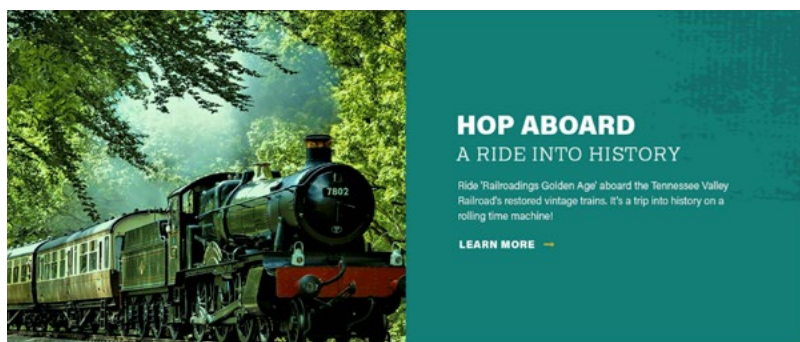 7802
HOP ABOARD
A RIDE INTO HISTORY
Ride 'Railroadings Golden Age' aboard the Tennessee Valley
Railroad's restored vintage trains. It's a trip into history on a
rolling time machine!
LEARN MORE